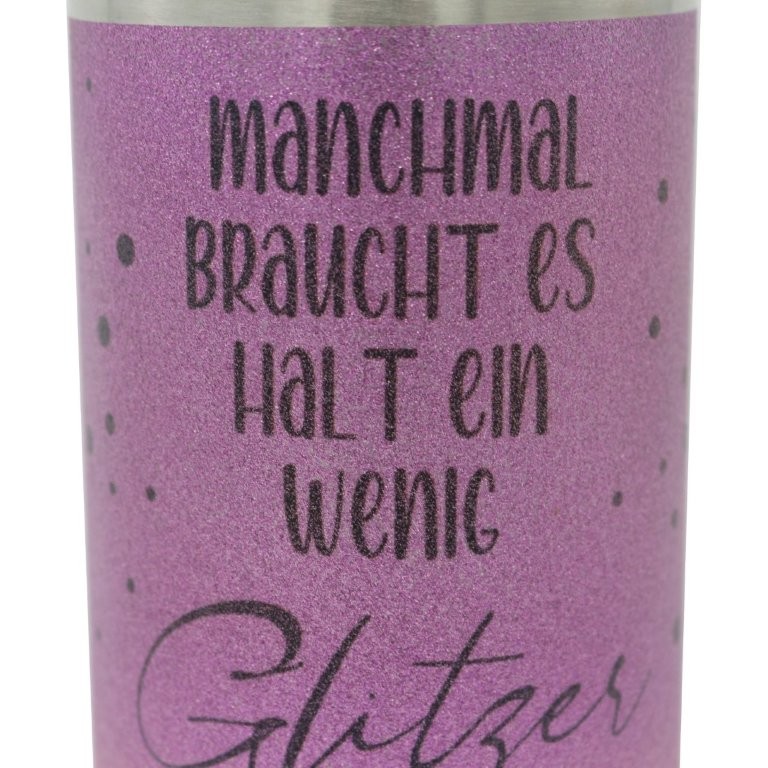 MANCHMAL
BRAUCHT ES
HALT EIN
WENIG
Glitzer